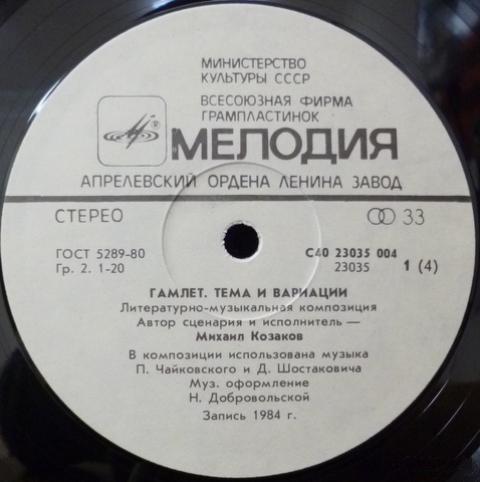 МИНИСТЕРСТВО
КУЛЬТУРЫ СССР
ВСЕСОЮЗНАЯ ФИРМА
ГРАМПЛАСТИНОК
МЕЛОДИЯ
АПРЕЛЕВСКИЙ ОРДЕНА ЛЕНИНА ЗАВОД
СТЕРЕО 33
ГОСТ 5289-80 С40 23035 004
Гр. 2. 1-20 23035 1 (4)
ГАМЛЕТ. ТЕМА И ВАРИАЦИИ
Литературно-музыкальная композиция
Автор сценария и исполнитель —
Михаил Козаков
В композиции использована музыка
П. Чайковского и Д. Шостаковича
Муз. оформление
Н. Добровольской
Запись 1984 г.